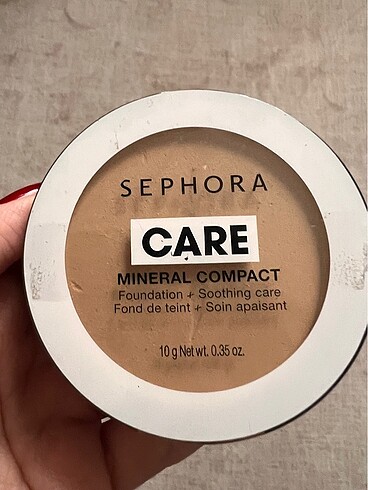 SEPHORA
CARE
MINERAL COMPACT
Foundation + Soothing care
Fond de teint + Soin apaisant
10 g Net wt. 0.35 oz.